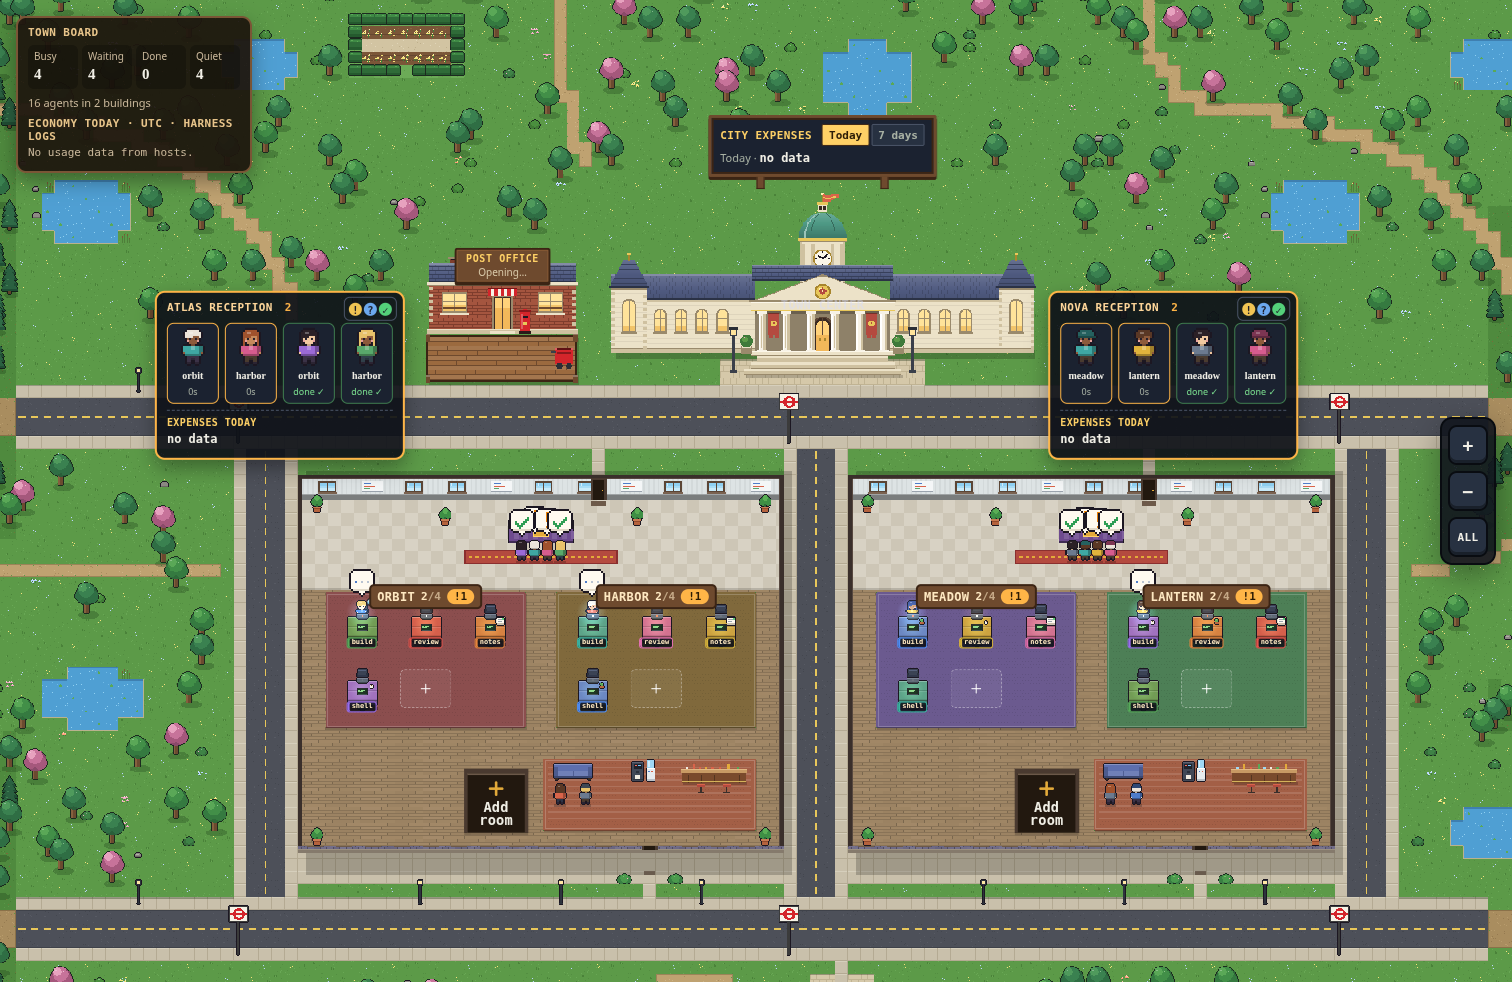 TOWN BOARD
Busy Waiting Done Quiet
4 4 0 4
16 agents in 2 buildings
ECONOMY TODAY · UTC · HARNESS
LOGS
No usage data from hosts.
CITY EXPENSES Today 7 days
Today · no data
POST OFFICE
Opening...
ATLAS RECEPTION 2 ! ? ✓
orbit harbor orbit harbor
0s 0s done ✓ done ✓
EXPENSES TODAY
no data
NOVA RECEPTION 2 ! ? ✓
meadow lantern meadow lantern
0s 0s done ✓ done ✓
EXPENSES TODAY
no data
+
−
ALL
ORBIT 2/4 !1
build review notes
shell +
HARBOR 2/4 !1
build review notes
shell +
MEADOW 2/4 !1
build review notes
shell +
LANTERN 2/4 !1
build review notes
shell +
+
Add
room
+
Add
room